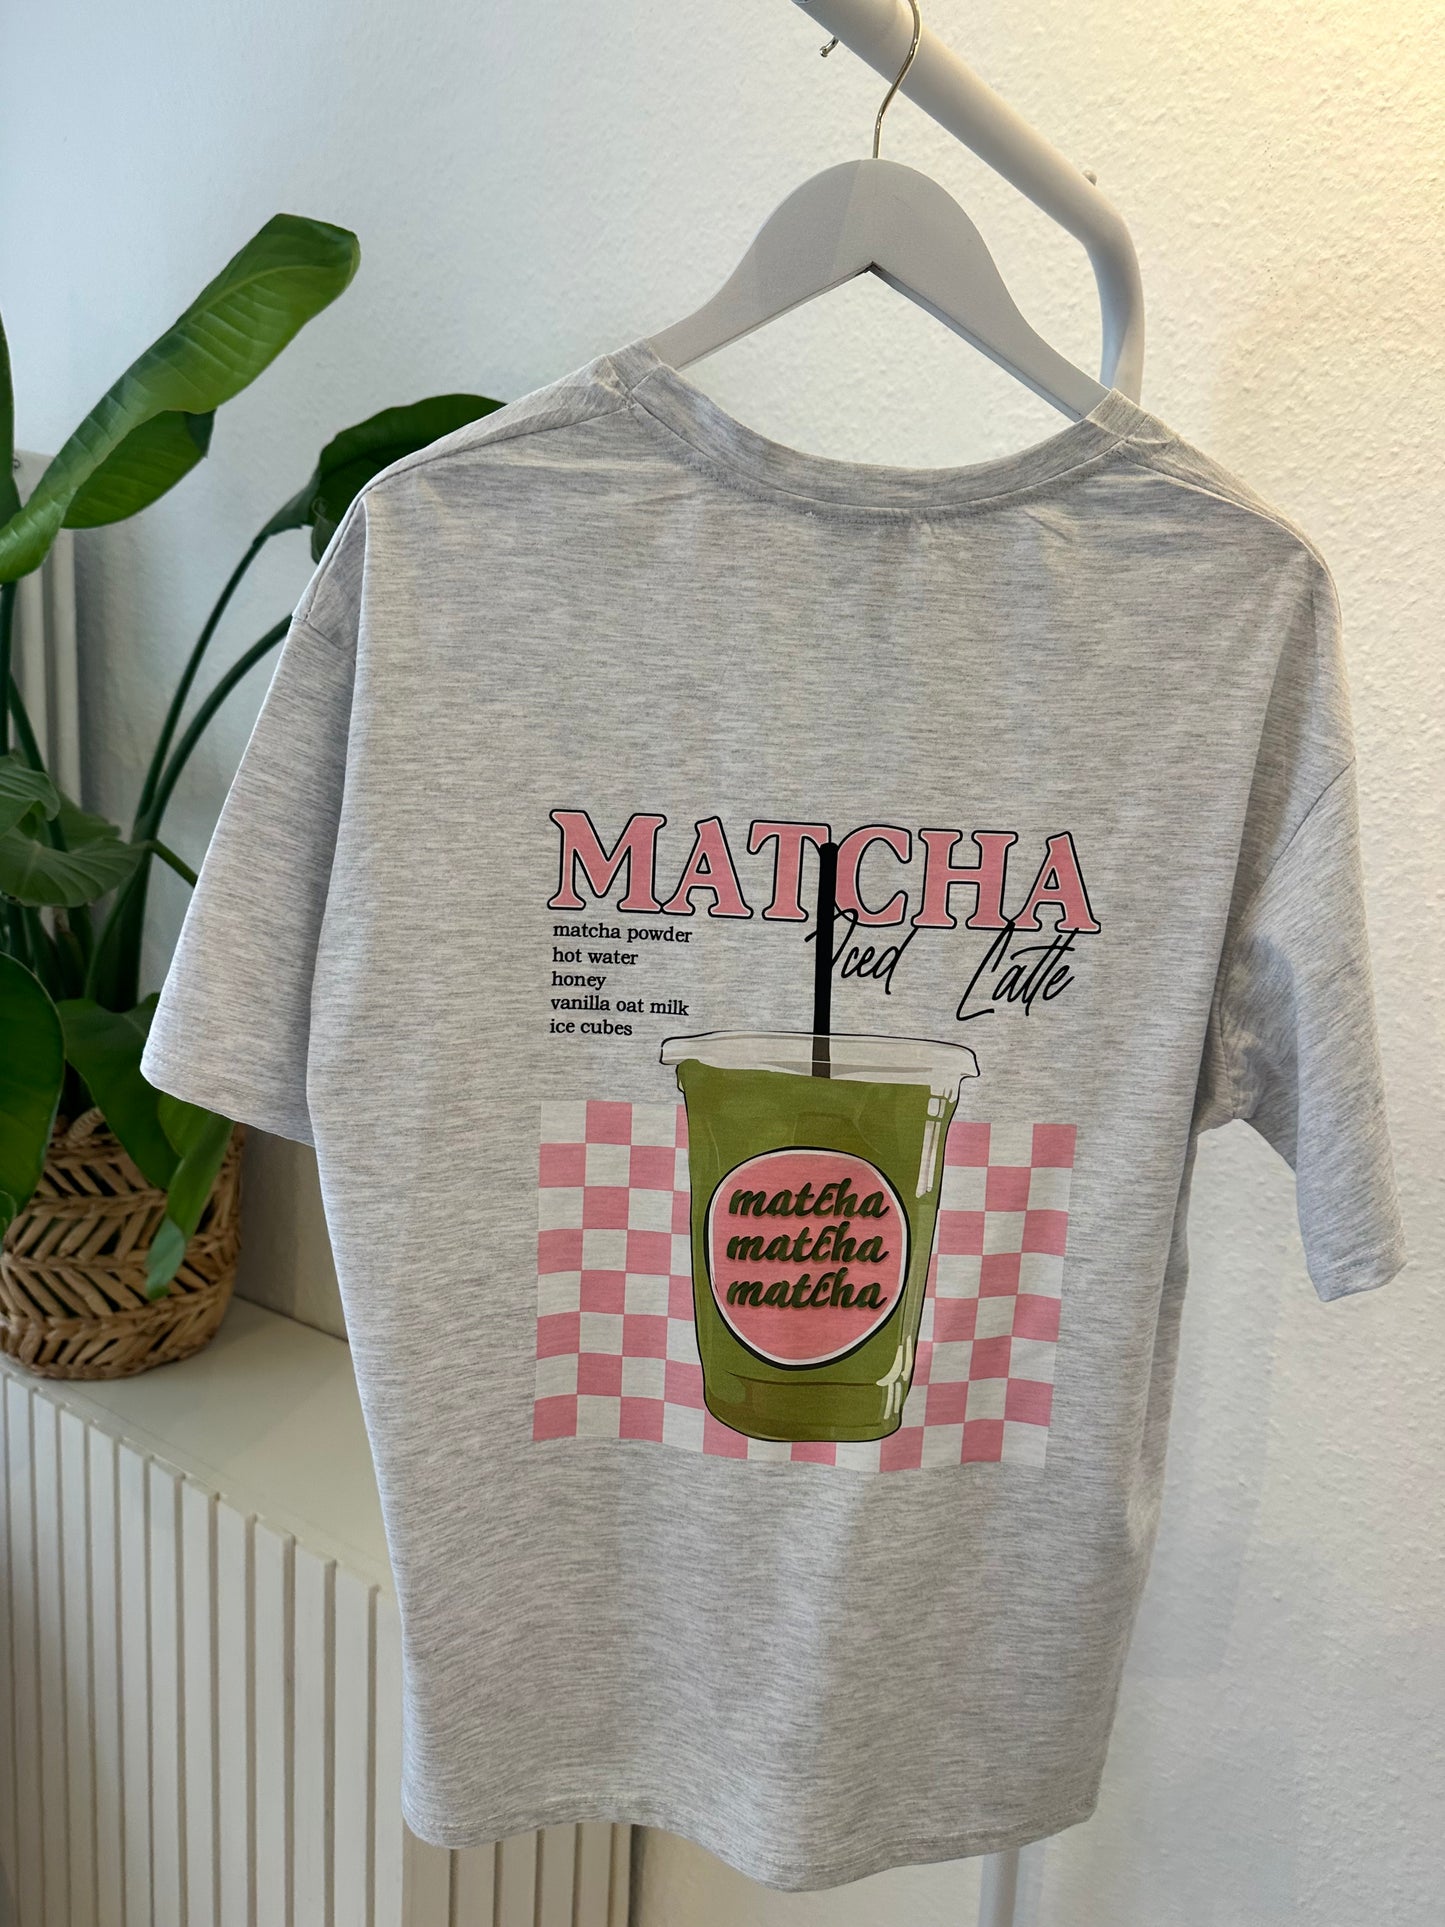 MATCHA
Iced Latte
matcha powder
hot water
honey
vanilla oat milk
ice cubes
matcha
matcha
matcha